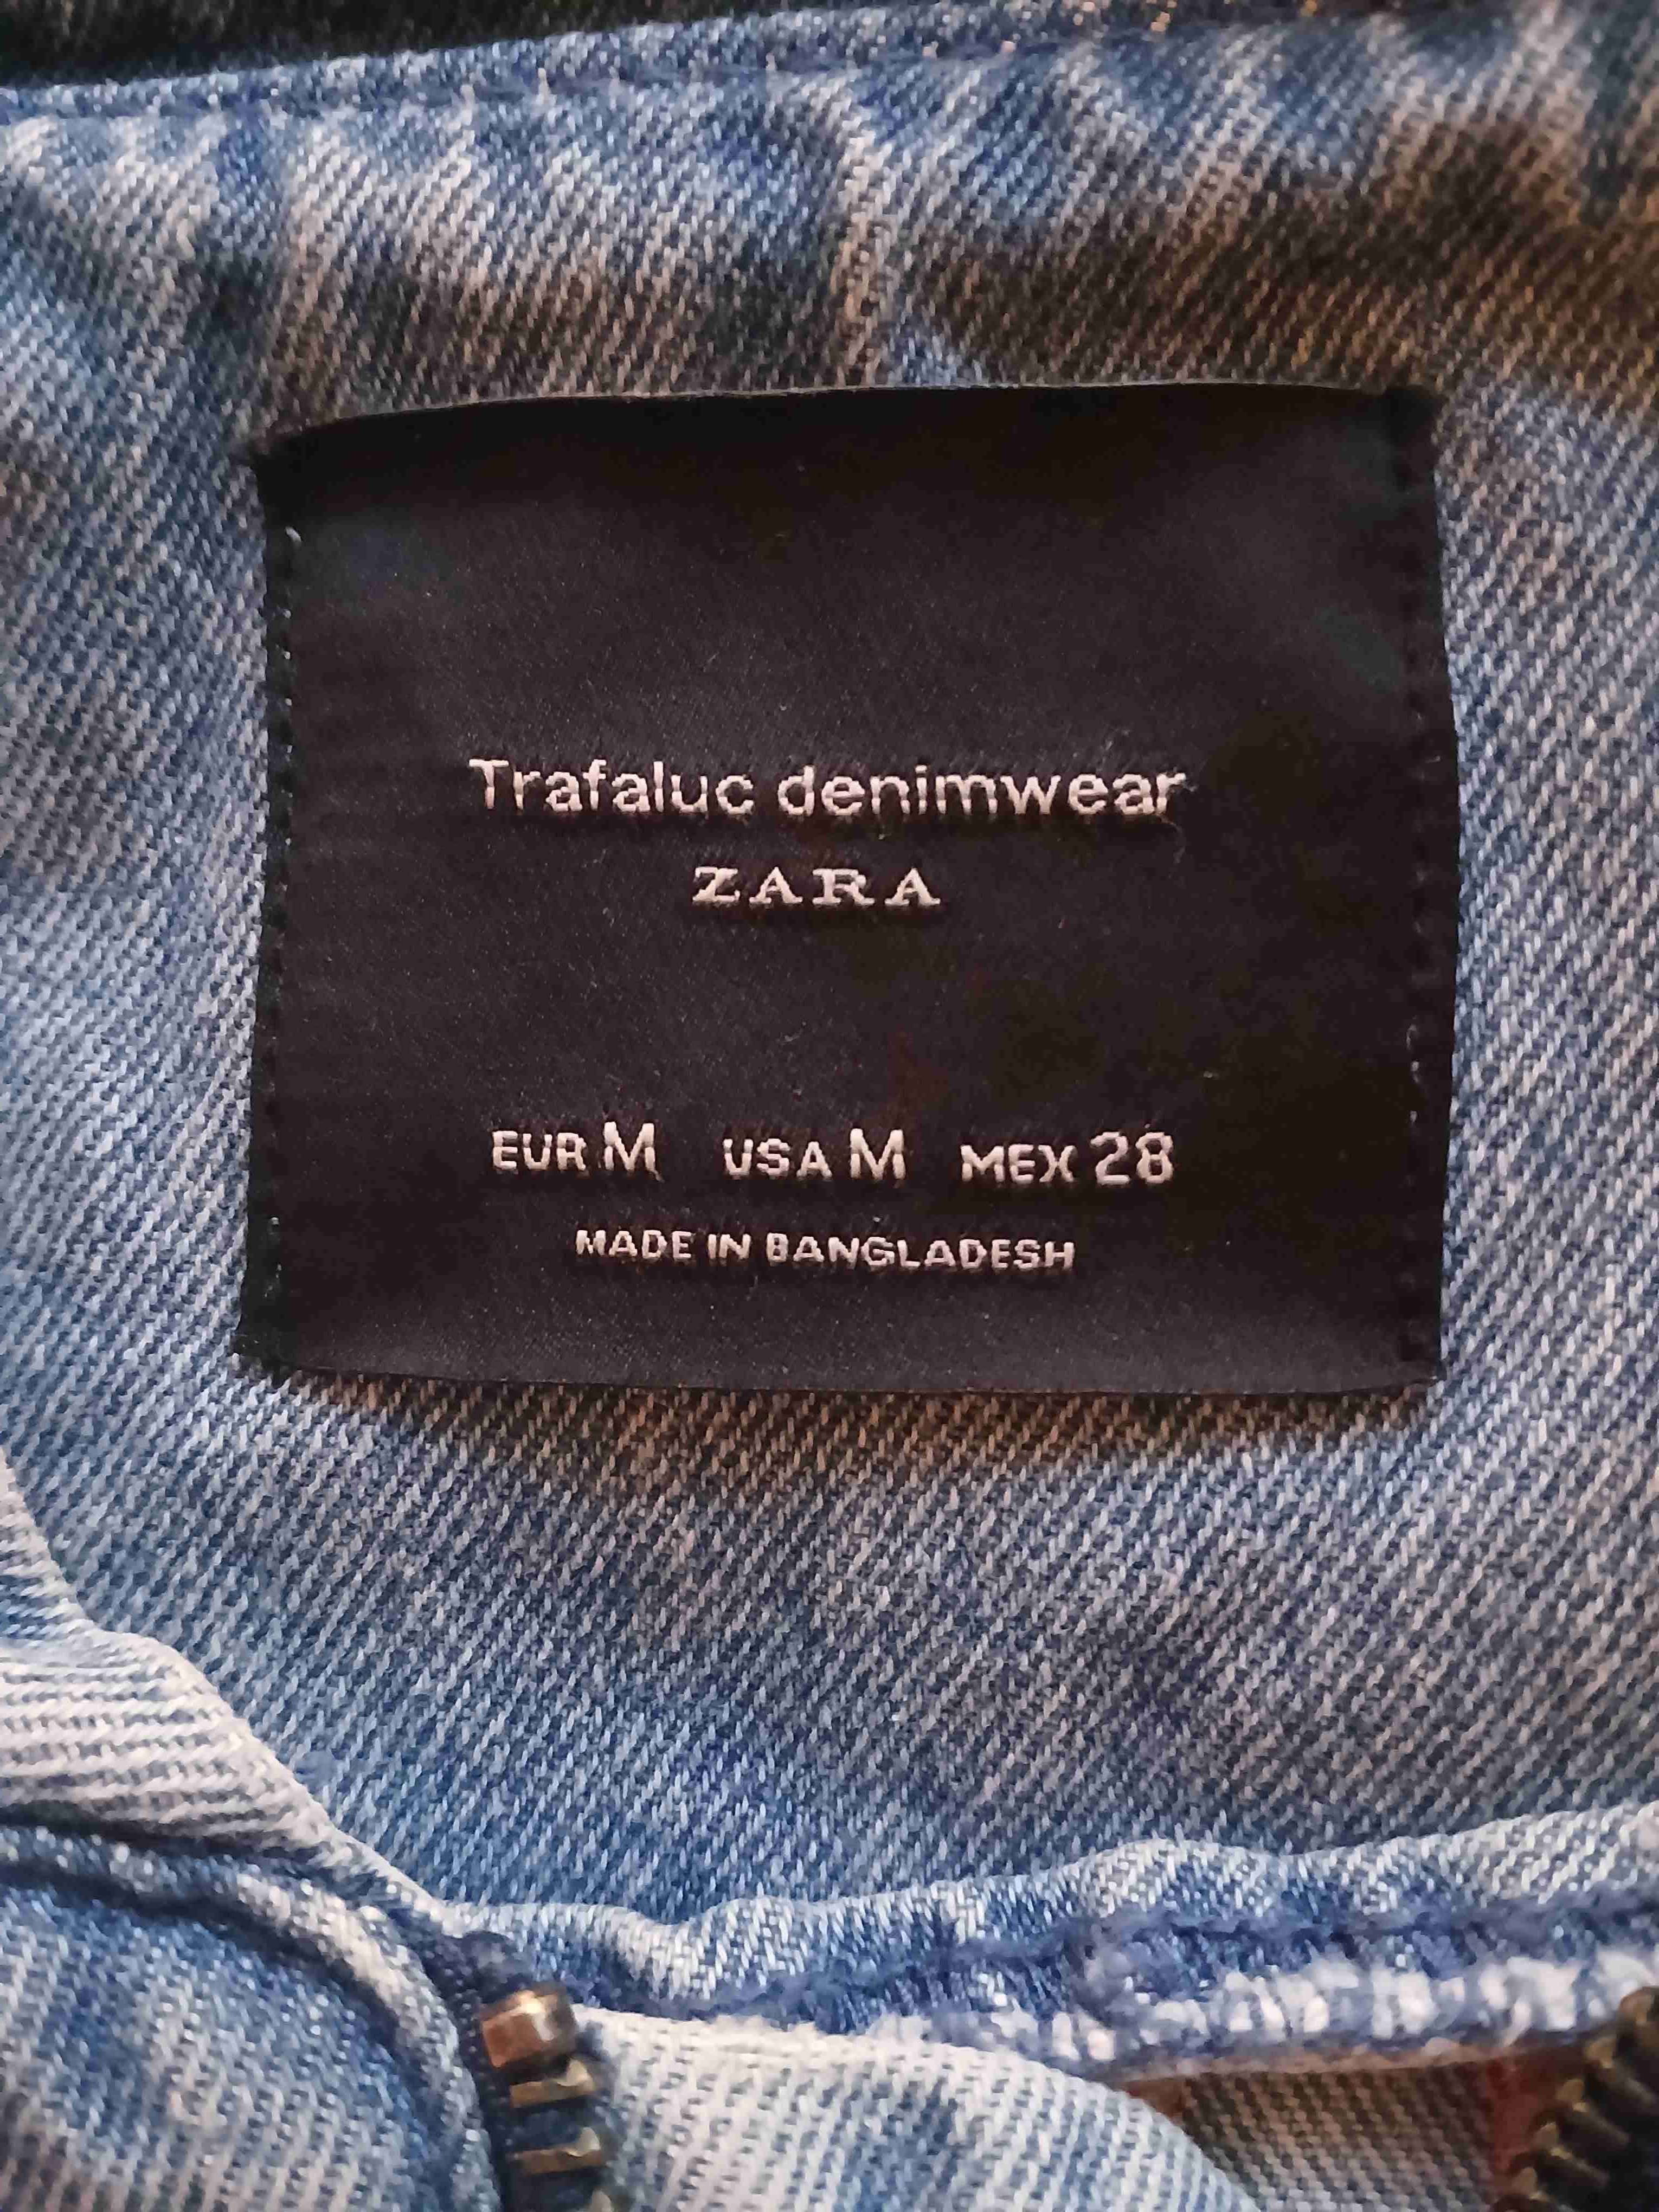 Trafaluc denimwear
ZARA
EUR M USA M MEX 28
MADE IN BANGLADESH